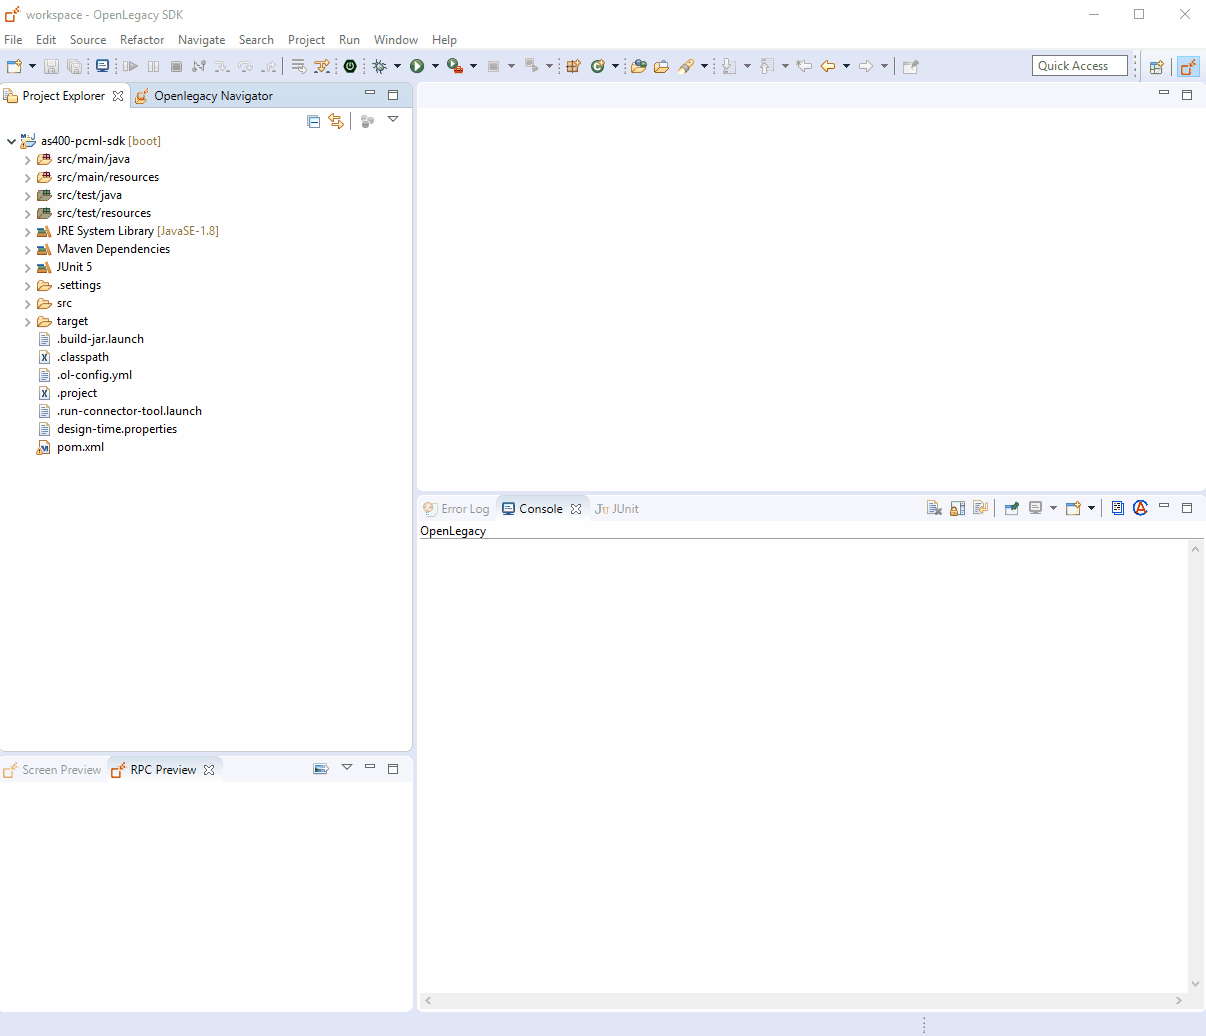 workspace - OpenLegacy SDK
File Edit Source Refactor Navigate Search Project Run Window Help
Quick Access
Project Explorer Openlegacy Navigator
as400-pcml-sdk [boot]
src/main/java
src/main/resources
src/test/java
src/test/resources
JRE System Library [JavaSE-1.8]
Maven Dependencies
JUnit 5
.settings
src
target
.build-jar.launch
.classpath
.ol-config.yml
.project
.run-connector-tool.launch
design-time.properties
pom.xml
Error Log Console JUnit
OpenLegacy
Screen Preview RPC Preview